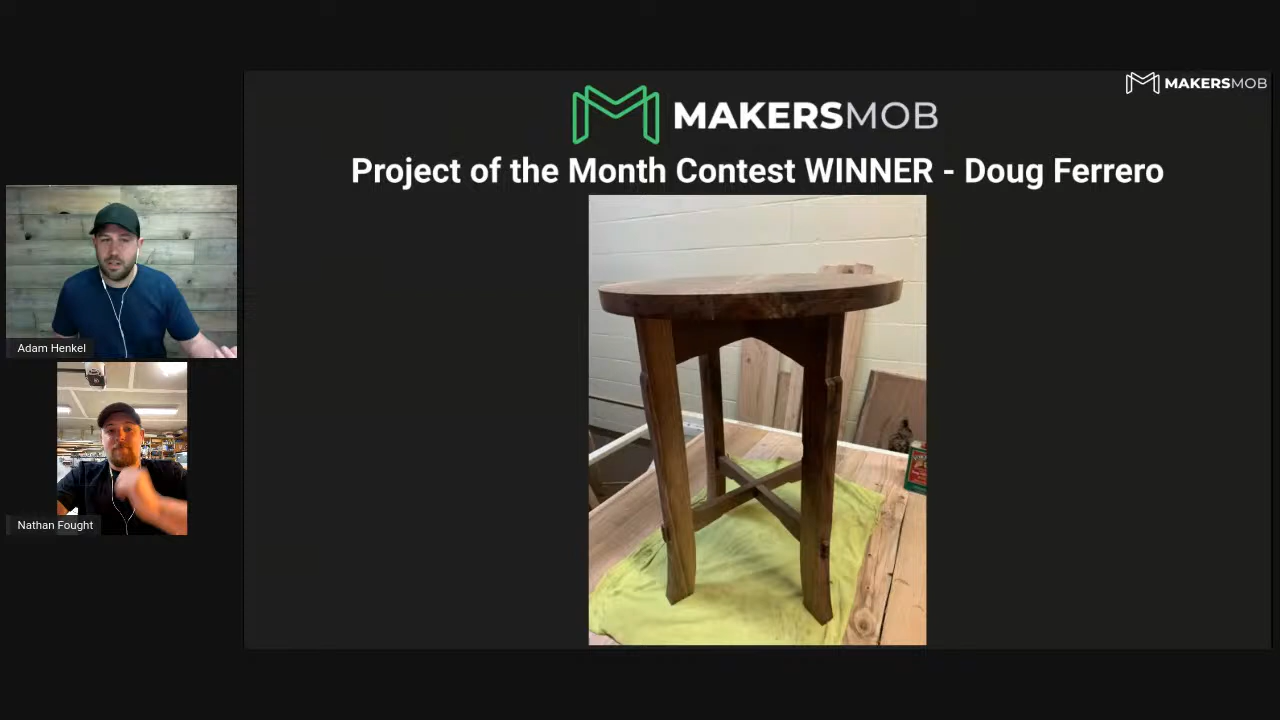 MAKERSMOB
MAKERSMOB
Project of the Month Contest WINNER - Doug Ferrero
Adam Henkel
Nathan Fought